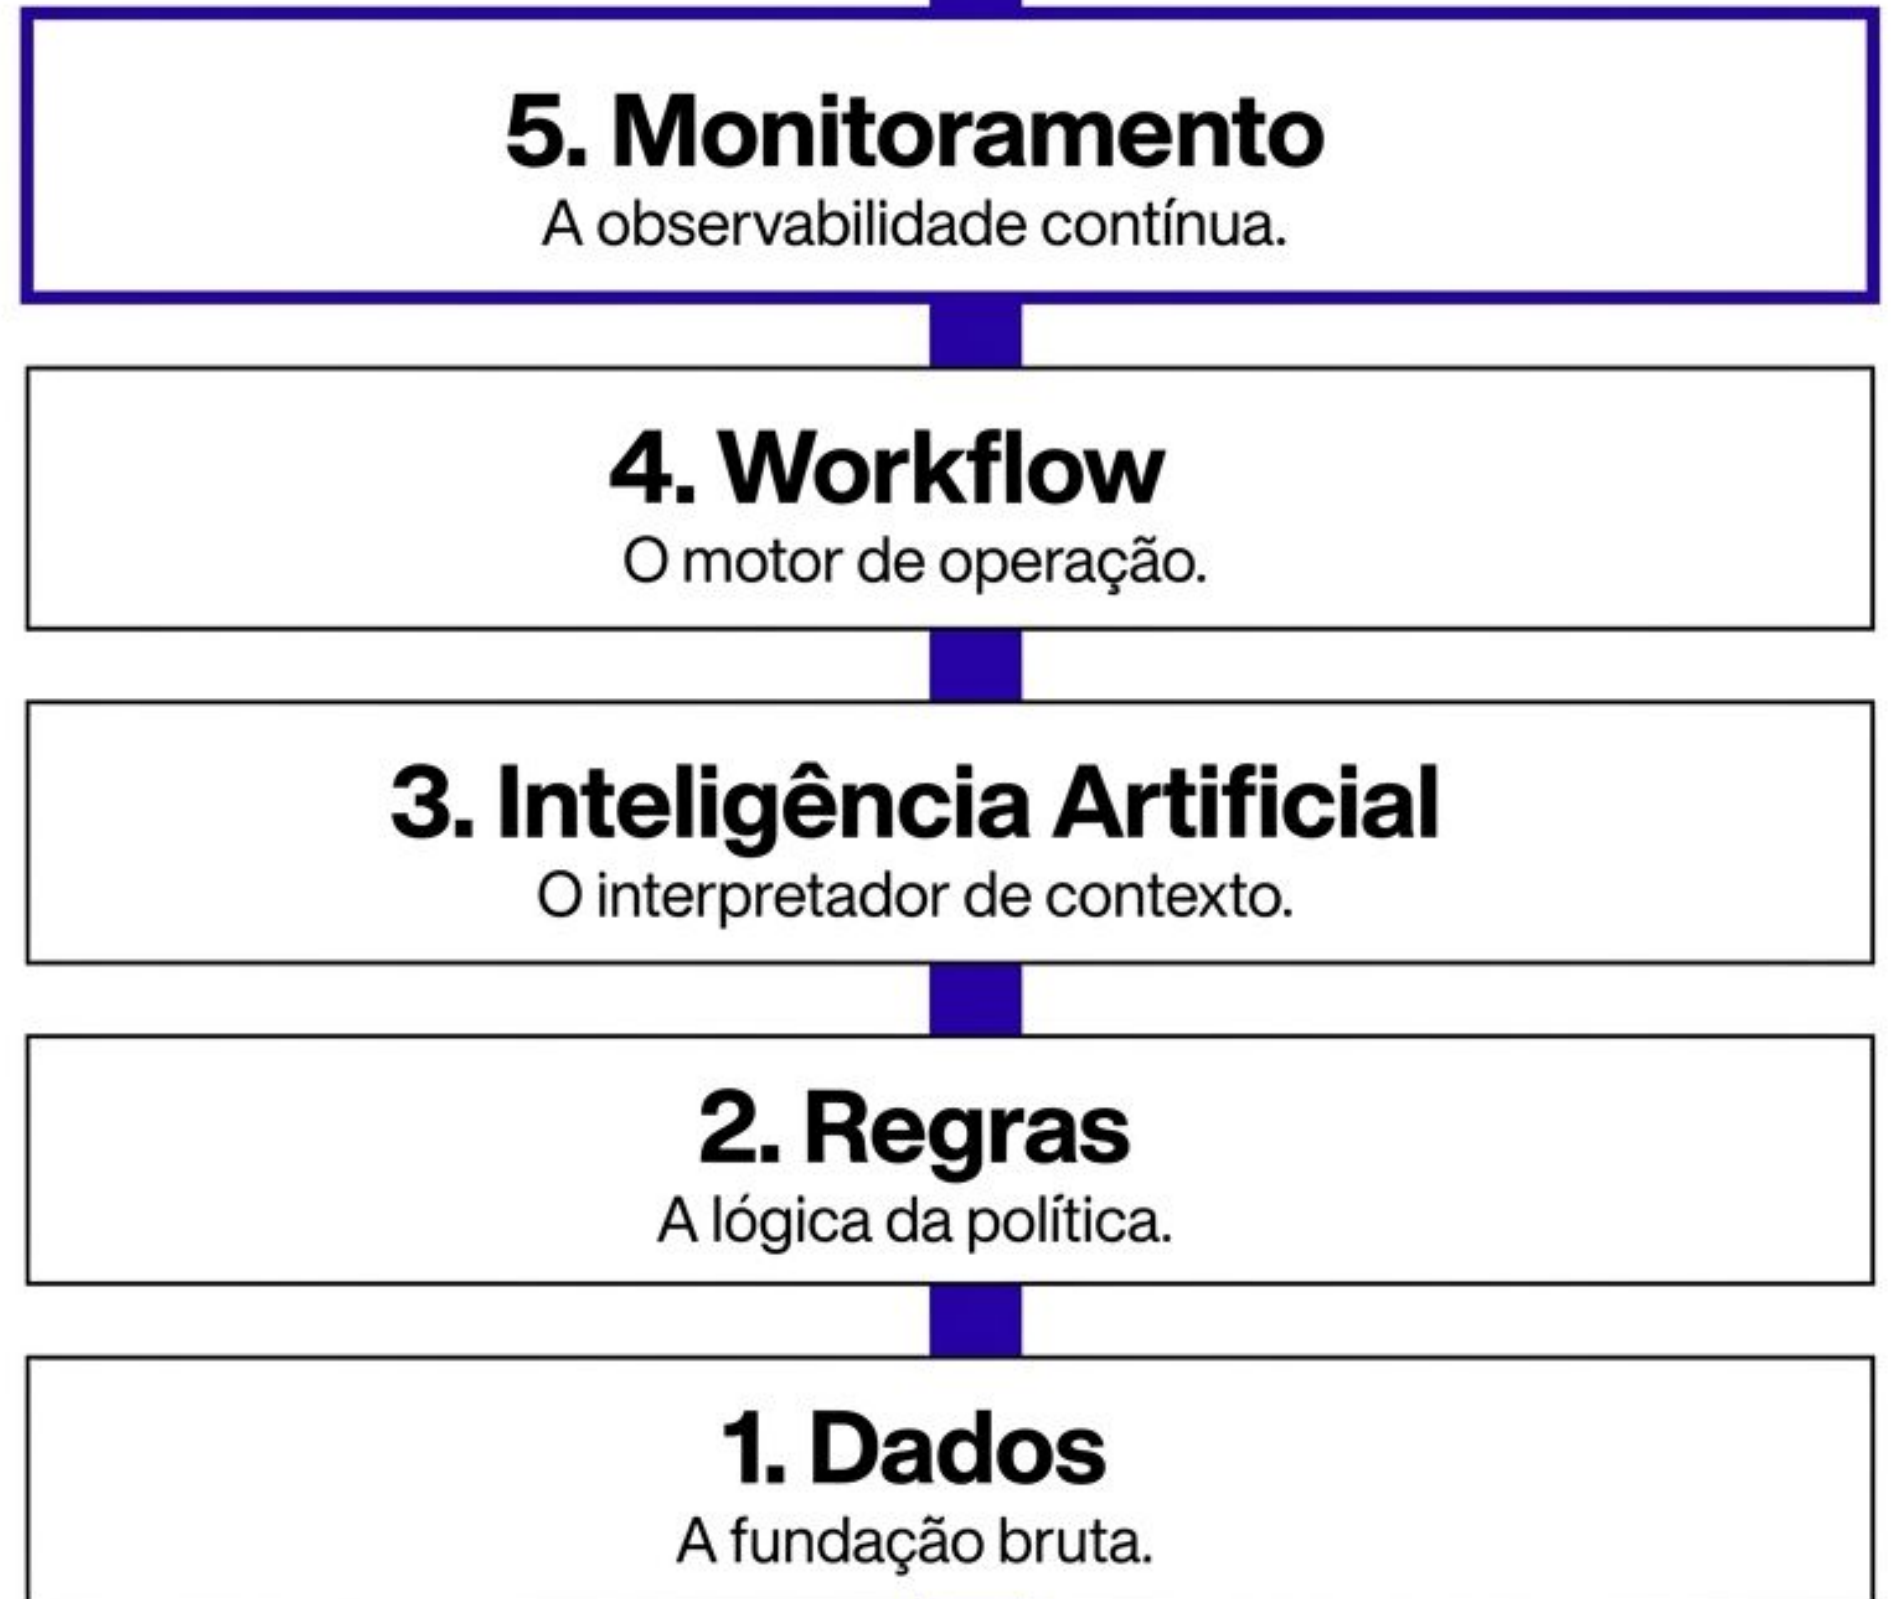 5. Monitoramento
A observabilidade contínua.
4. Workflow
O motor de operação.
3. Inteligência Artificial
O interpretador de contexto.
2. Regras
A lógica da política.
1. Dados
A fundação bruta.